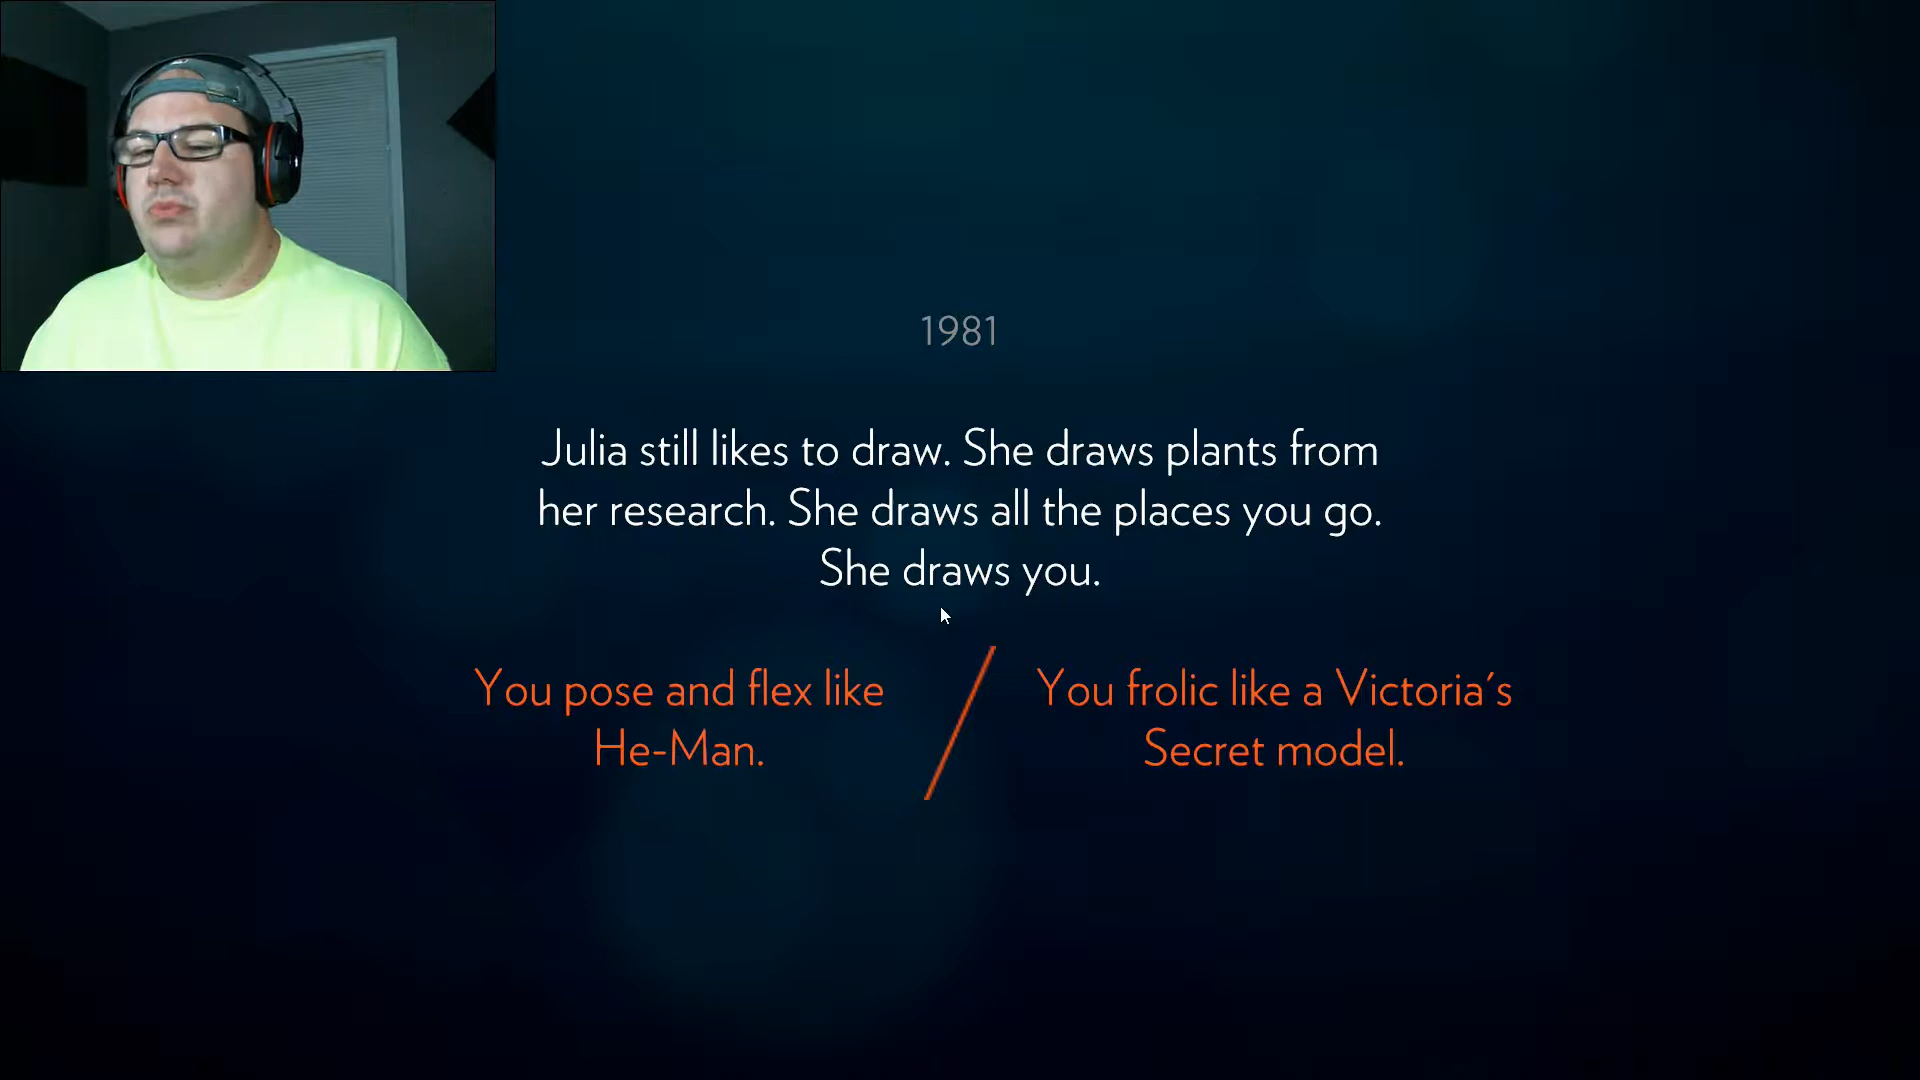 1981
Julia still likes to draw. She draws plants from
her research. She draws all the places you go.
She draws you.
You pose and flex like
He-Man.
You frolic like a Victoria's
Secret model.